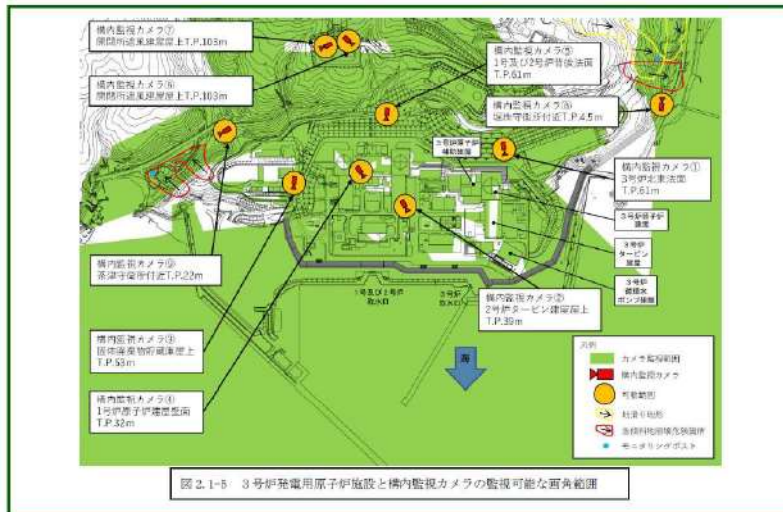 構内監視カメラ⑦
開閉所遮風建屋屋上T.P.103m
構内監視カメラ⑥
開閉所遮風建屋屋上T.P.103m
構内監視カメラ⑤
1号及び2号炉背後法面
T.P.61m
構内監視カメラ⑧
堀株守衛所付近T.P.4.5m
3号炉原子炉
補助建屋
構内監視カメラ①
3号炉北東法面
T.P.61m
3号炉原子炉
建屋
3号炉
タービン
建屋
3号炉
循環水
ポンプ建屋
構内監視カメラ⑨
茶津守衛所付近T.P.22m
構内監視カメラ③
固体廃棄物貯蔵庫屋上
T.P.53m
構内監視カメラ④
1号炉原子炉建屋壁面
T.P.32m
1号及び2号炉
取水口
3号炉
取水口
構内監視カメラ②
2号炉タービン建屋屋上
T.P.39m
海
凡例
カメラ監視範囲
構内監視カメラ
可動範囲
地滑り地形
急傾斜地崩壊危険箇所
モニタリングポスト
図 2.1-5 3号炉発電用原子炉施設と構内監視カメラの監視可能な画角範囲